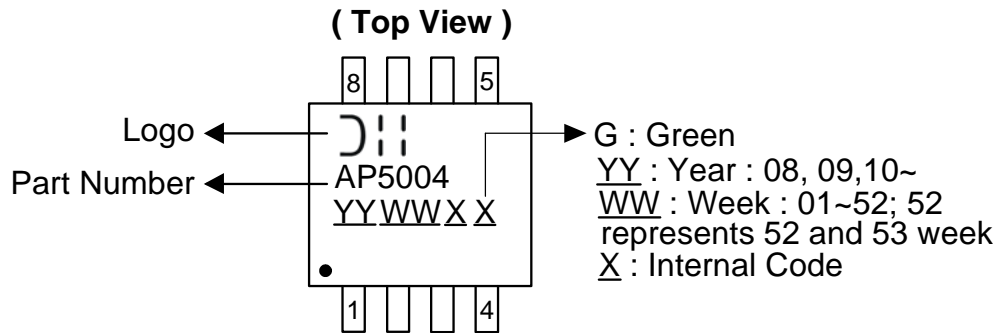 ( Top View )
8 5
Logo
AP5004
Part Number
YYWWX X
1 4
G : Green
YY : Year : 08, 09,10~
WW : Week : 01~52; 52
represents 52 and 53 week
X : Internal Code